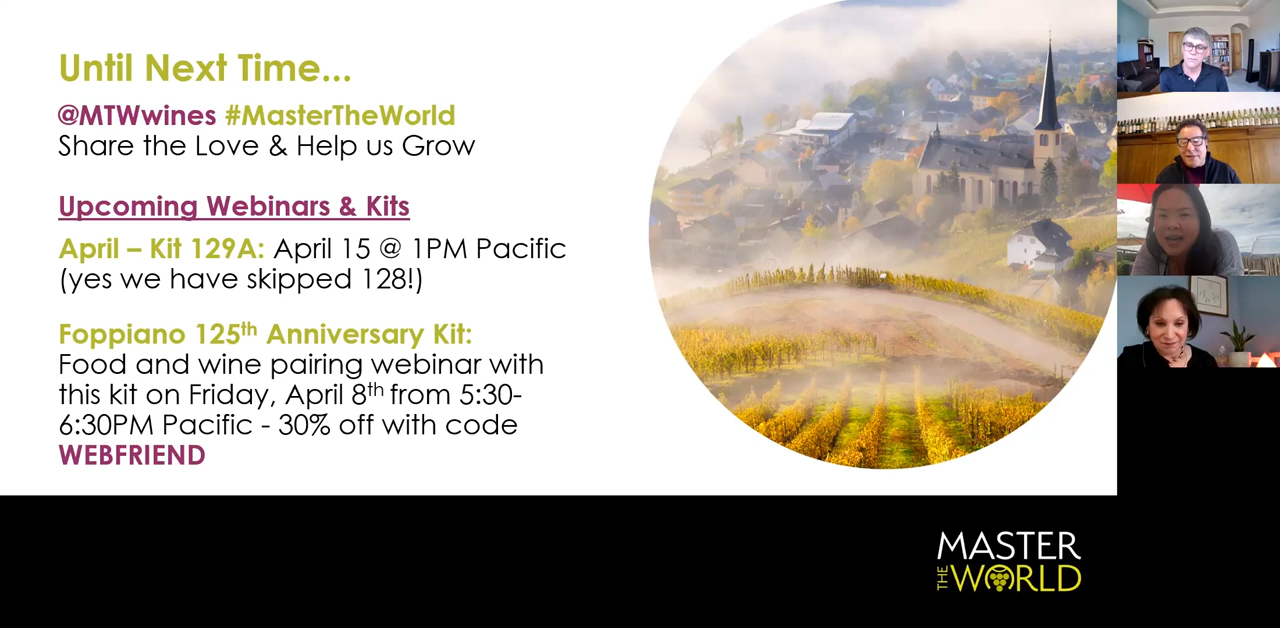 Until Next Time...
@MTWwines #MasterTheWorld
Share the Love & Help us Grow
Upcoming Webinars & Kits
April – Kit 129A: April 15 @ 1PM Pacific
(yes we have skipped 128!)
Foppiano 125th Anniversary Kit:
Food and wine pairing webinar with
this kit on Friday, April 8th from 5:30-
6:30PM Pacific - 30% off with code
WEBFRIEND
MASTER
THE WORLD